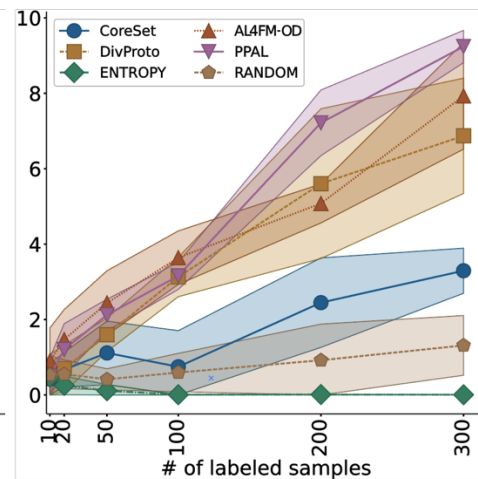 10
CoreSet AL4FM-OD
DivProto PPAL
ENTROPY RANDOM
8
6
4
2
0
10 20 50 100 200 300
# of labeled samples